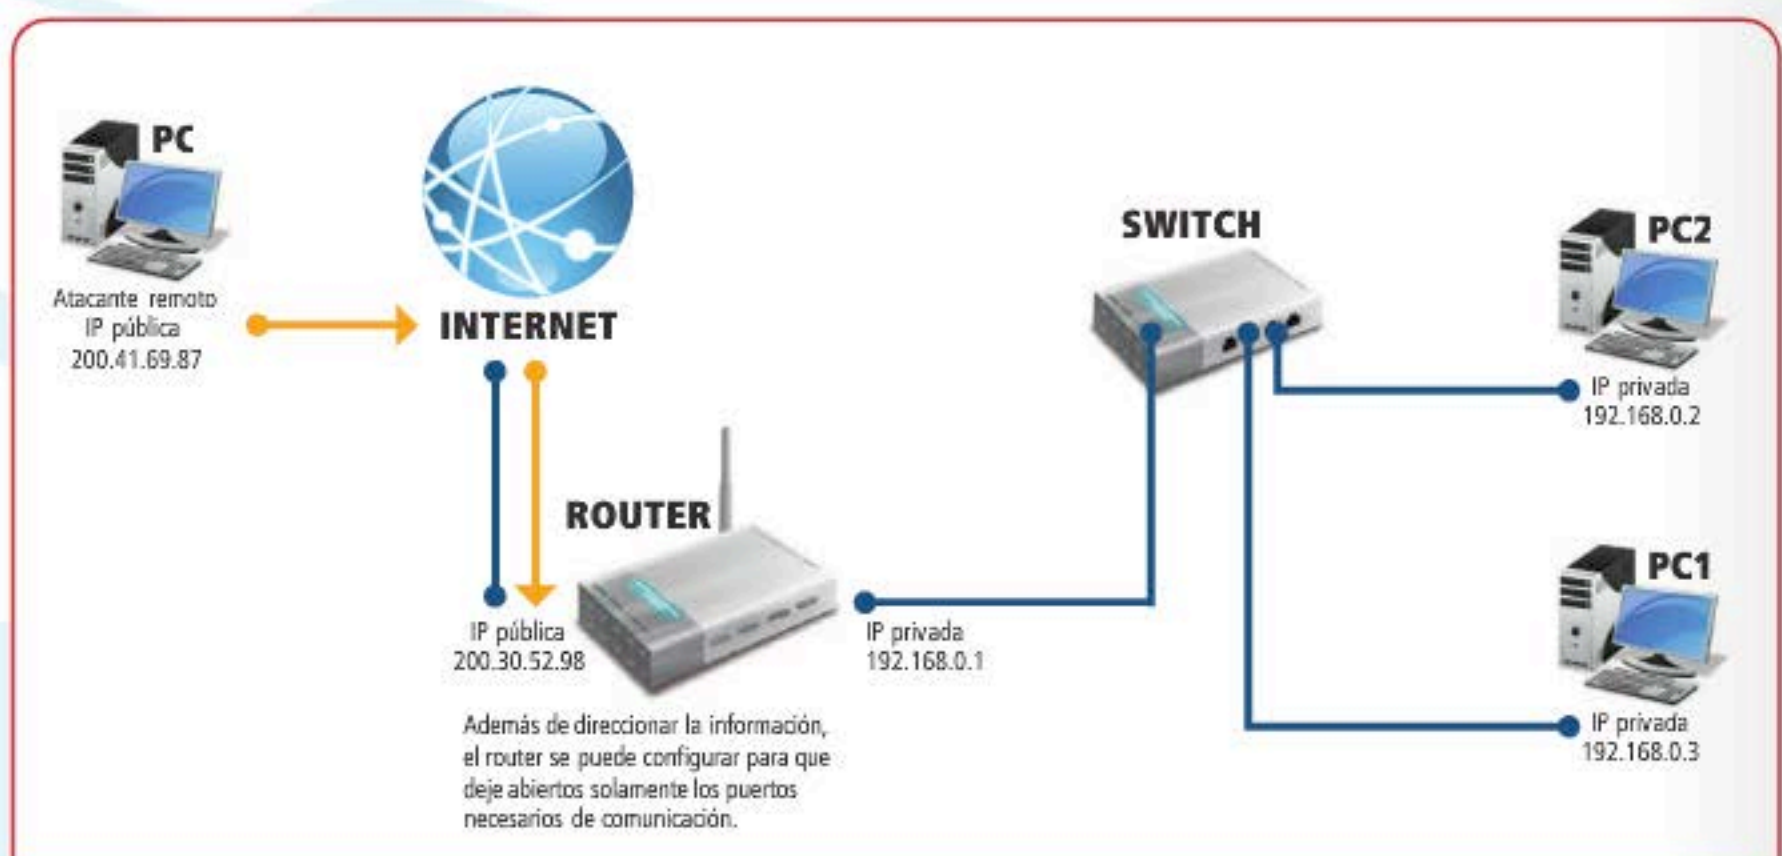 PC
Atacante remoto
IP pública
200.41.69.87
INTERNET
ROUTER
IP pública
200.30.52.98
IP privada
192.168.0.1
Además de direccionar la información,
el router se puede configurar para que
deje abiertos solamente los puertos
necesarios de comunicación.
SWITCH
PC2
IP privada
192.168.0.2
PC1
IP privada
192.168.0.3